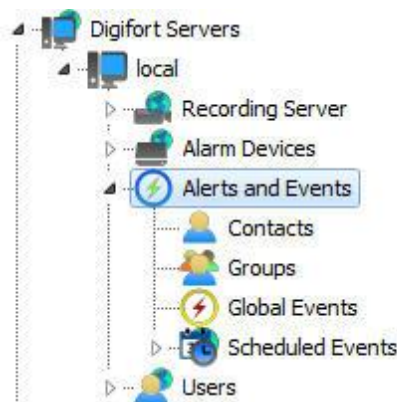 Digifort Servers
local
Recording Server
Alarm Devices
Alerts and Events
Contacts
Groups
Global Events
Scheduled Events
Users